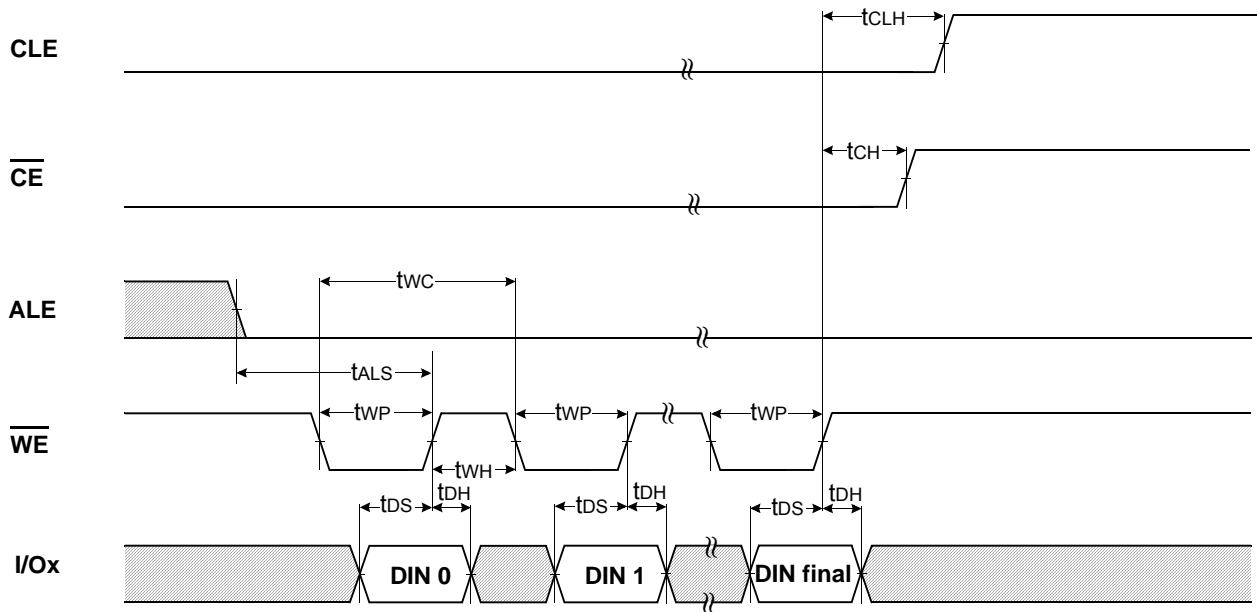 CLE
tCLH
CE
tCH
ALE
tWC
tALS
WE
tWP
tWP
tWP
tWH
tDS
tDH
tDS
tDH
tDS
tDH
I/Ox
DIN 0
DIN 1
DIN final